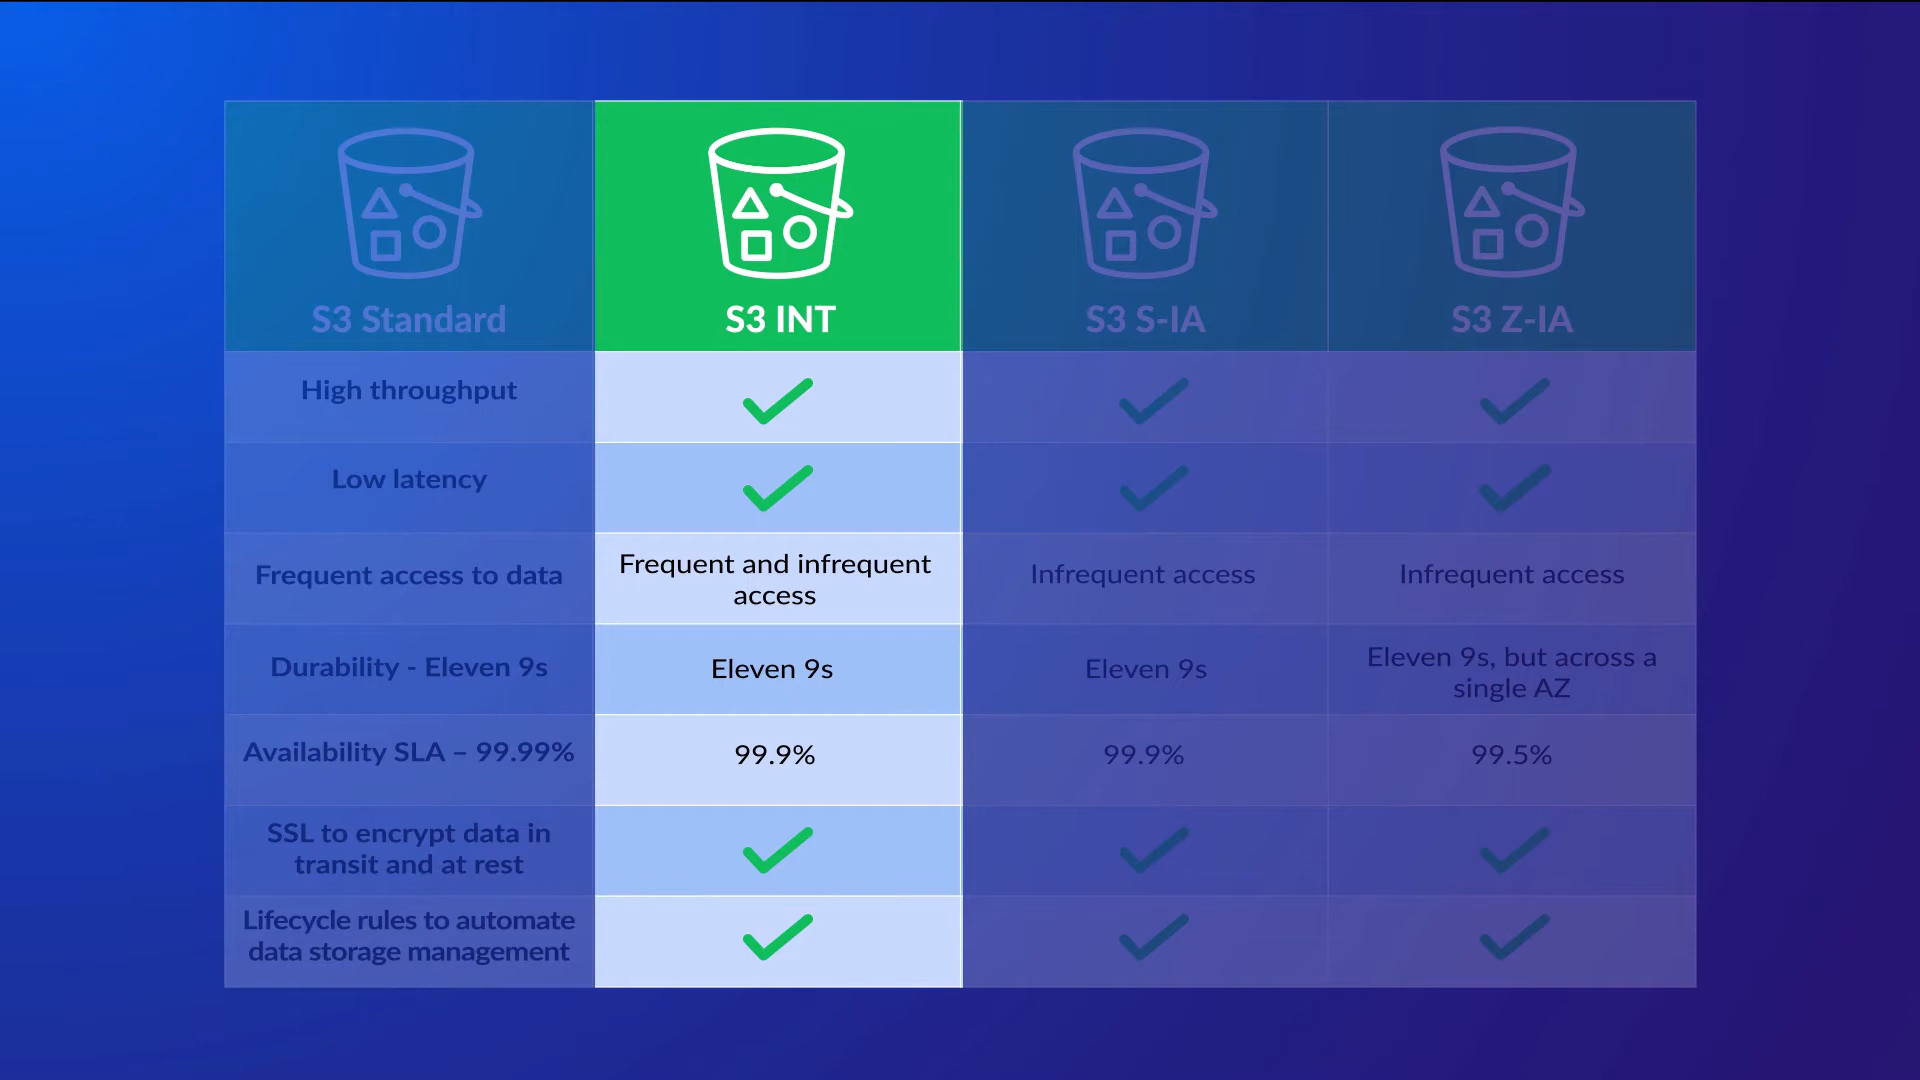 S3 Standard
S3 INT
S3 S-IA
S3 Z-IA
High throughput
Low latency
Frequent access to data
Frequent and infrequent
access
Infrequent access
Infrequent access
Durability - Eleven 9s
Eleven 9s
Eleven 9s
Eleven 9s, but across a
single AZ
Availability SLA – 99.99%
99.9%
99.9%
99.5%
SSL to encrypt data in
transit and at rest
Lifecycle rules to automate
data storage management